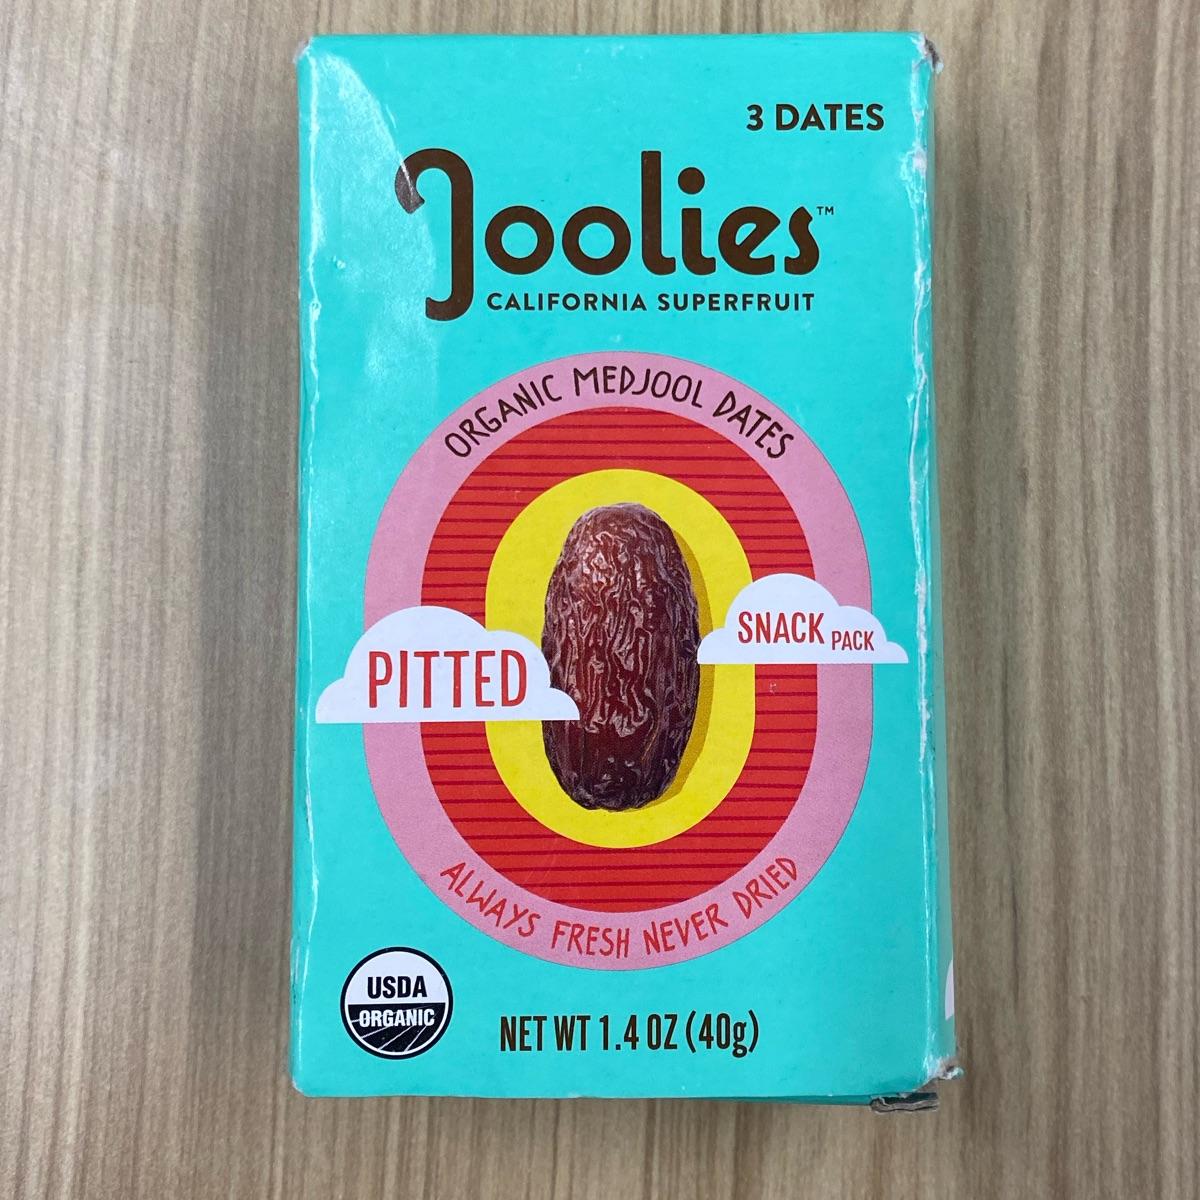 3 DATES
Joolies™
CALIFORNIA SUPERFRUIT
ORGANIC MEDJOOL DATES
SNACK PACK
PITTED
ALWAYS FRESH NEVER DRIED
USDA
ORGANIC
NET WT 1.4 OZ (40g)